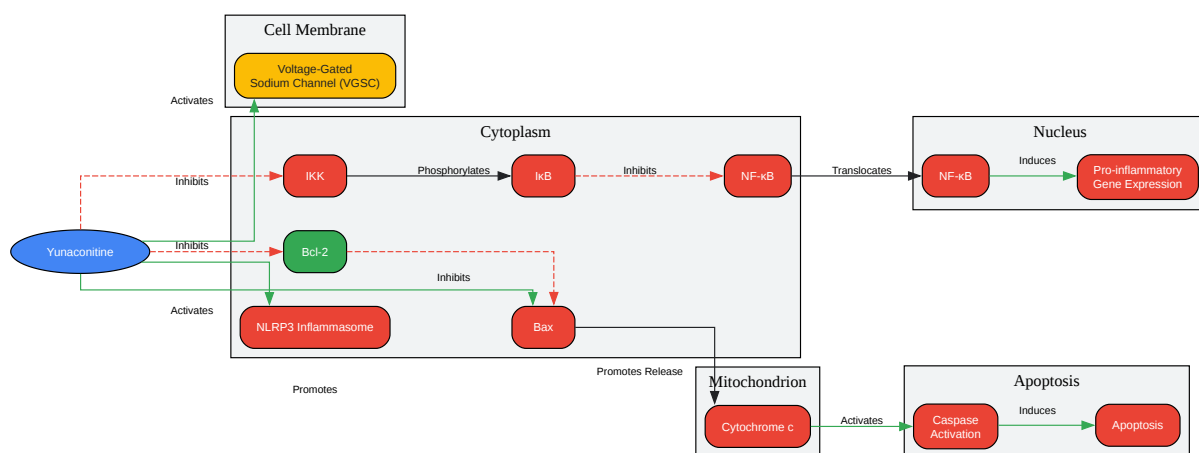 Cell Membrane
Voltage-Gated
Sodium Channel (VGSC)
Activates
Cytoplasm
Nucleus
Inhibits
IKK
Phosphorylates
IκB
Inhibits
NF-κB
Translocates
NF-κB
Induces
Pro-inflammatory
Gene Expression
Yunaconitine
Inhibits
Bcl-2
Inhibits
Activates
NLRP3 Inflammasome
Bax
Promotes
Promotes Release
Mitochondrion
Cytochrome c
Activates
Apoptosis
Caspase
Activation
Induces
Apoptosis